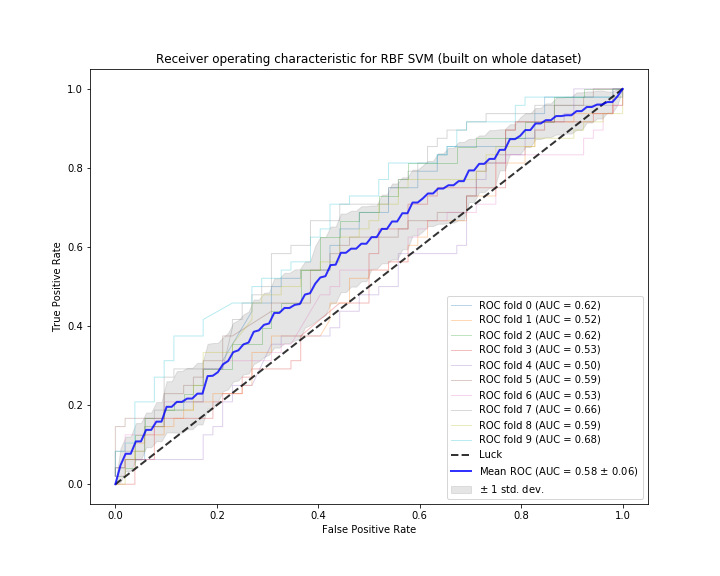 Receiver operating characteristic for RBF SVM (built on whole dataset)
1.0
0.8
0.6
0.4
0.2
0.0
True Positive Rate
ROC fold 0 (AUC = 0.62)
ROC fold 1 (AUC = 0.52)
ROC fold 2 (AUC = 0.62)
ROC fold 3 (AUC = 0.53)
ROC fold 4 (AUC = 0.50)
ROC fold 5 (AUC = 0.59)
ROC fold 6 (AUC = 0.53)
ROC fold 7 (AUC = 0.66)
ROC fold 8 (AUC = 0.59)
ROC fold 9 (AUC = 0.68)
Luck
Mean ROC (AUC = 0.58 ± 0.06)
± 1 std. dev.
0.0 0.2 0.4 0.6 0.8 1.0
False Positive Rate